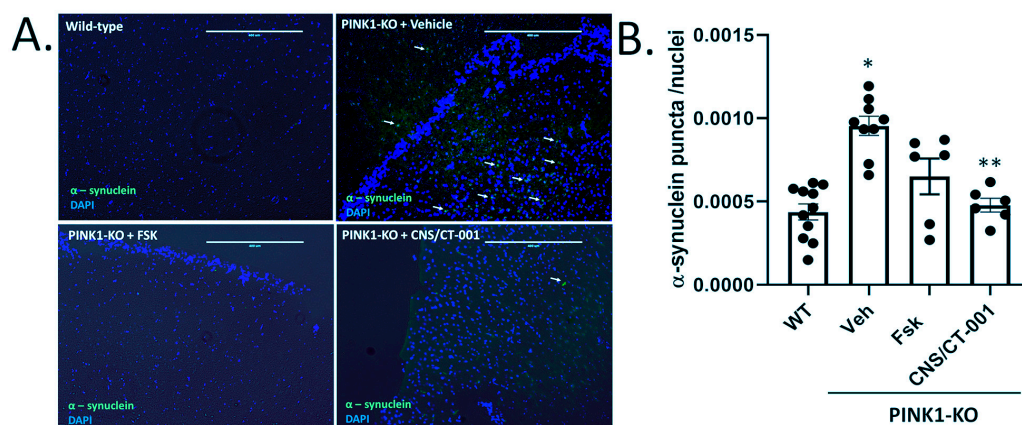 A.
Wild-type
α – synuclein
DAPI
PINK1-KO + Vehicle
α – synuclein
DAPI
PINK1-KO + FSK
α – synuclein
DAPI
PINK1-KO + CNS/CT-001
α – synuclein
DAPI
B.
α-synuclein puncta /nuclei
0.0015
0.0010
0.0005
0.0000
*
**
WT
Veh
Fsk
CNS/CT-001
PINK1-KO